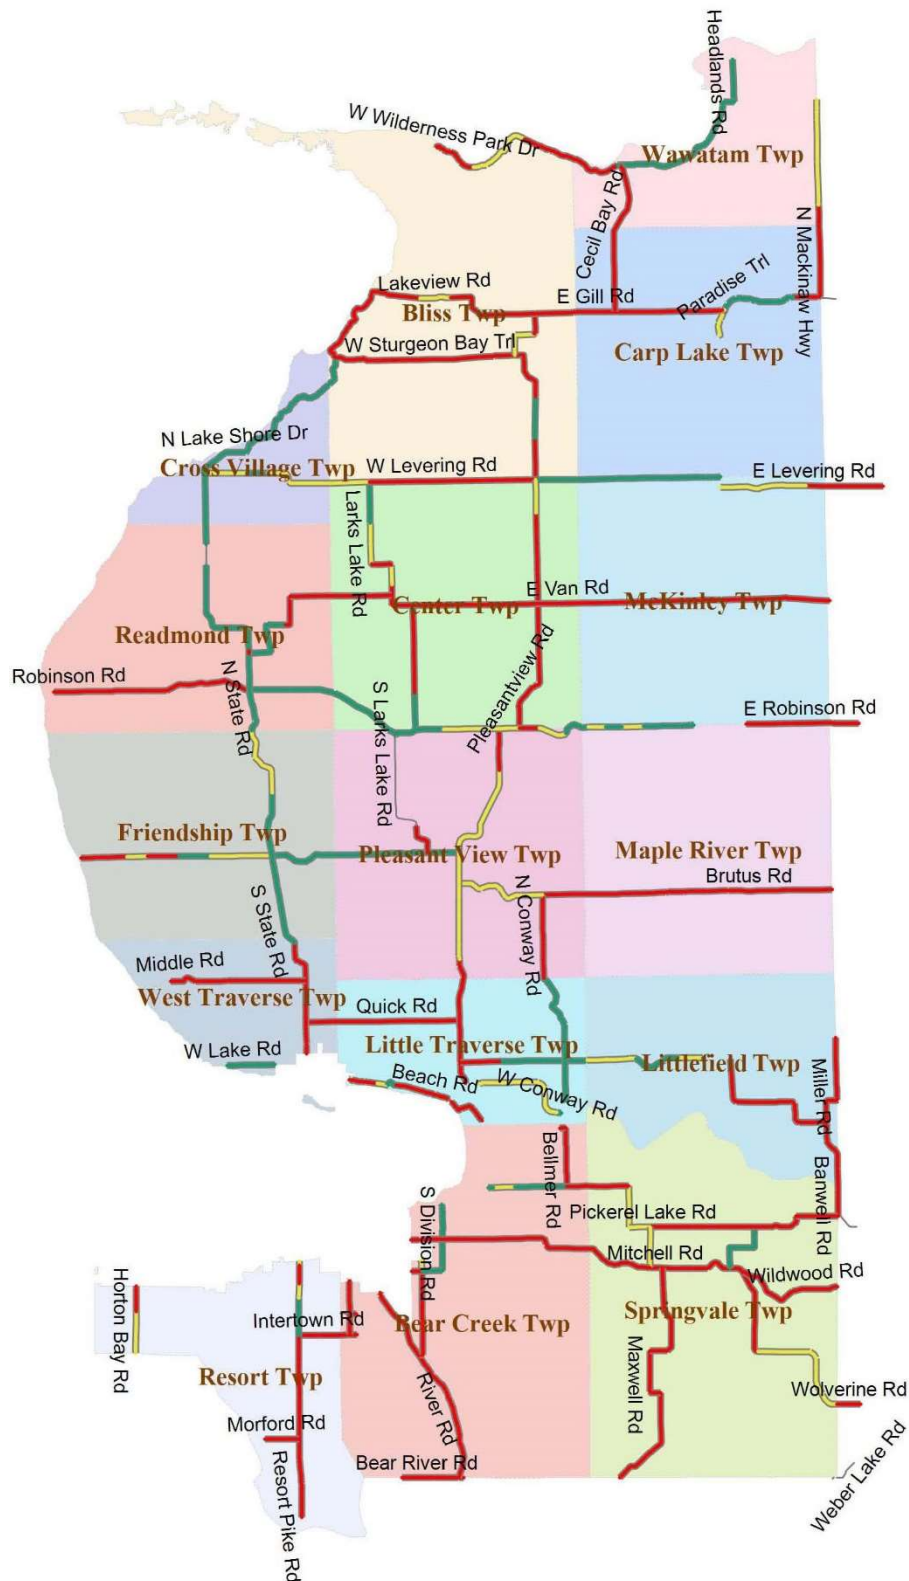 Headlands Rd
W Wilderness Park Dr
Wawatam Twp
Cecil Bay Rd
N Mackinaw Hwy
Lakeview Rd
E Gill Rd
Paradise Trl
Bliss Twp
W Sturgeon Bay Trl
Carp Lake Twp
N Lake Shore Dr
Cross Village Twp
W Levering Rd
E Levering Rd
Larks Lake Rd
E Van Rd
Center Twp
McKinley Twp
Readmond Twp
Robinson Rd
N State Rd
S Larks Lake Rd
Pleasantview Rd
E Robinson Rd
Friendship Twp
Pleasant View Twp
Maple River Twp
Brutus Rd
S State Rd
N Conway Rd
Middle Rd
West Traverse Twp
Quick Rd
W Lake Rd
Little Traverse Twp
Littlefield Twp
Beach Rd
W Conway Rd
Miller Rd
Bellmer Rd
Banwell Rd
Pickerel Lake Rd
S Division Rd
Mitchell Rd
Wildwood Rd
Horton Bay Rd
Intertown Rd
Bear Creek Twp
Springvale Twp
Resort Twp
River Rd
Maxwell Rd
Wolverine Rd
Morford Rd
Resort Pike Rd
Bear River Rd
Weber Lake Rd